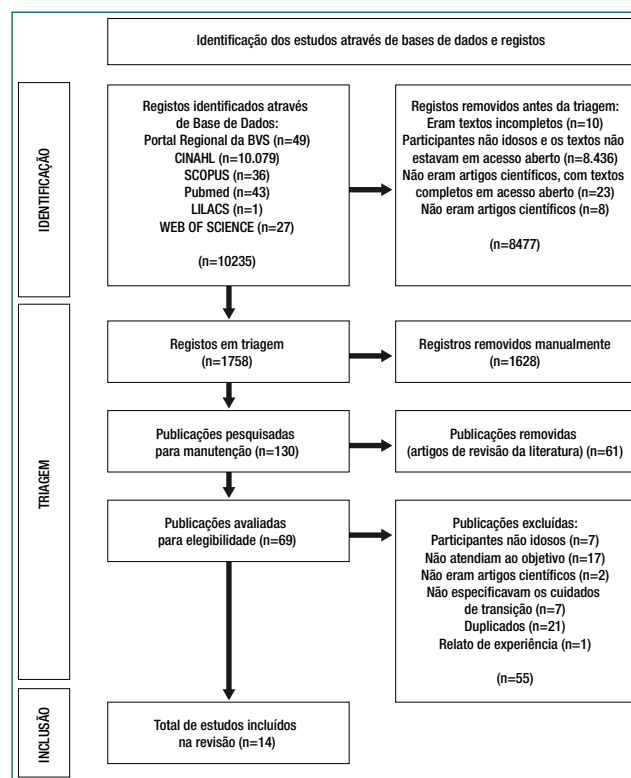 Identificação dos estudos através de bases de dados e registos
IDENTIFICAÇÃO
Registos identificados através
de Base de Dados:
Portal Regional da BVS (n=49)
CINAHL (n=10.079)
SCOPUS (n=36)
Pubmed (n=43)
LILACS (n=1)
WEB OF SCIENCE (n=27)
(n=10235)
Registos removidos antes da triagem:
Eram textos incompletos (n=10)
Participantes não idosos e os textos não
estavam em acesso aberto (n=8.436)
Não eram artigos científicos, com textos
completos em acesso aberto (n=23)
Não eram artigos científicos (n=8)
(n=8477)
TRIAGEM
Registos em triagem
(n=1758)
Registros removidos manualmente
(n=1628)
Publicações pesquisadas
para manutenção (n=130)
Publicações removidas
(artigos de revisão da literatura) (n=61)
Publicações avaliadas
para elegibilidade (n=69)
Publicações excluídas:
Participantes não idosos (n=7)
Não atendiam ao objetivo (n=17)
Não eram artigos científicos (n=2)
Não especificavam os cuidados
de transição (n=7)
Duplicados (n=21)
Relato de experiência (n=1)
(n=55)
INCLUSÃO
Total de estudos incluídos
na revisão (n=14)